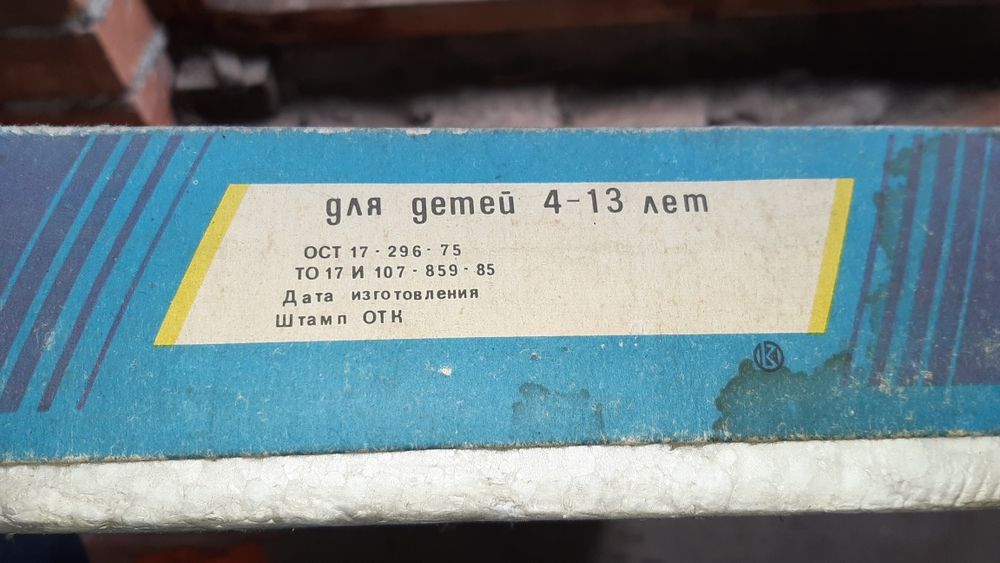 для детей 4-13 лет
ОСТ 17 - 296 - 75
ТО 17 И 107 - 859 - 85
Дата изготовления
Штамп ОТК